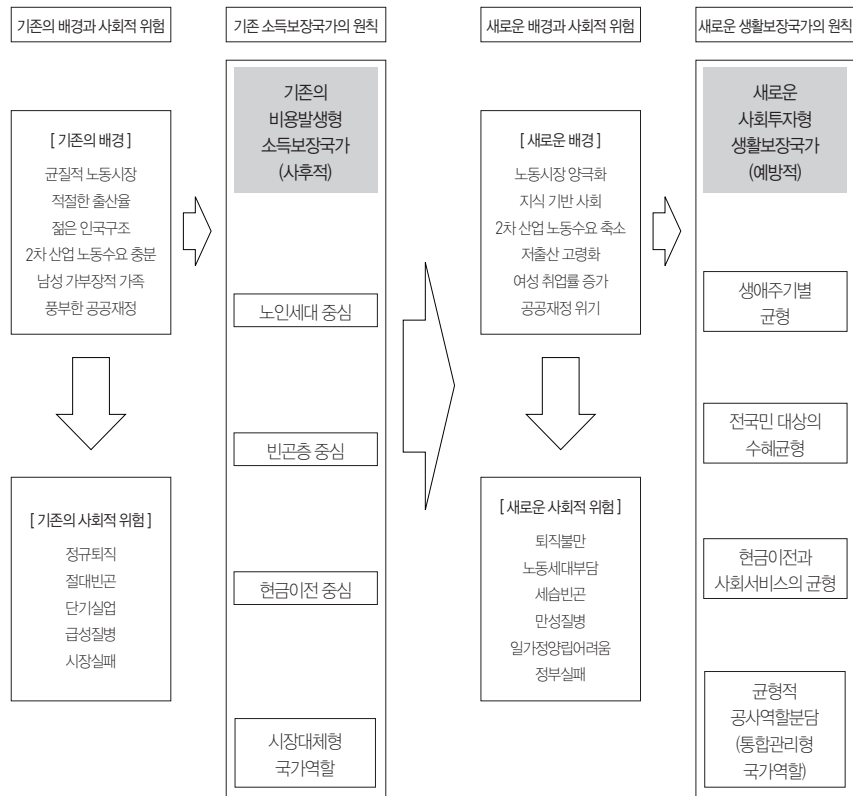 기존의 배경과 사회적 위험
기존 소득보장국가의 원칙
새로운 배경과 사회적 위험
새로운 생활보장국가의 원칙
[ 기존의 배경 ]
균질적 노동시장
적절한 출산율
젊은 인국구조
2차 산업 노동수요 충분
남성 가부장적 가족
풍부한 공공재정
[ 기존의 사회적 위험 ]
정규퇴직
절대빈곤
단기실업
급성질병
시장실패
기존의
비용발생형
소득보장국가
(사후적)
노인세대 중심
빈곤층 중심
현금이전 중심
시장대체형
국가역할
[ 새로운 배경 ]
노동시장 양극화
지식 기반 사회
2차 산업 노동수요 축소
저출산 고령화
여성 취업률 증가
공공재정 위기
[ 새로운 사회적 위험 ]
퇴직불만
노동세대부담
세습빈곤
만성질병
일가정양립어려움
정부실패
새로운
사회투자형
생활보장국가
(예방적)
생애주기별
균형
전국민 대상의
수혜균형
현금이전과
사회서비스의 균형
균형적
공사역할분담
(통합관리형
국가역할)